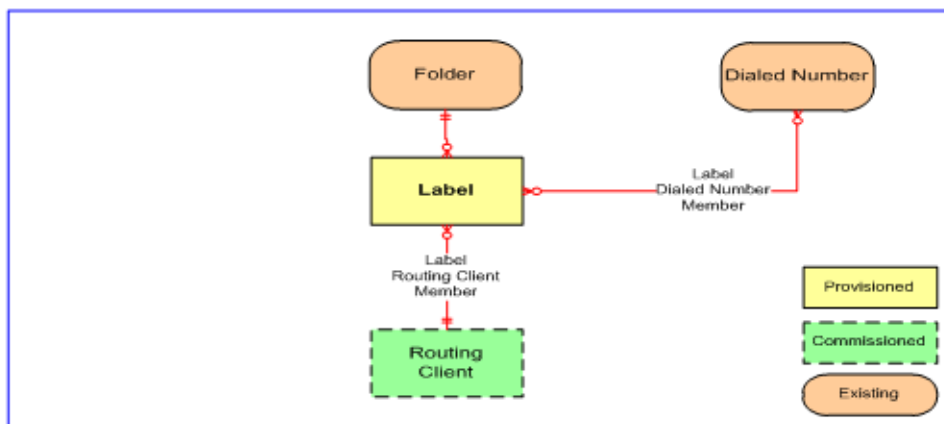 Folder
Dialed Number
Label
Label
Dialed Number
Member
Label
Routing Client
Member
Routing
Client
Provisioned
Commissioned
Existing